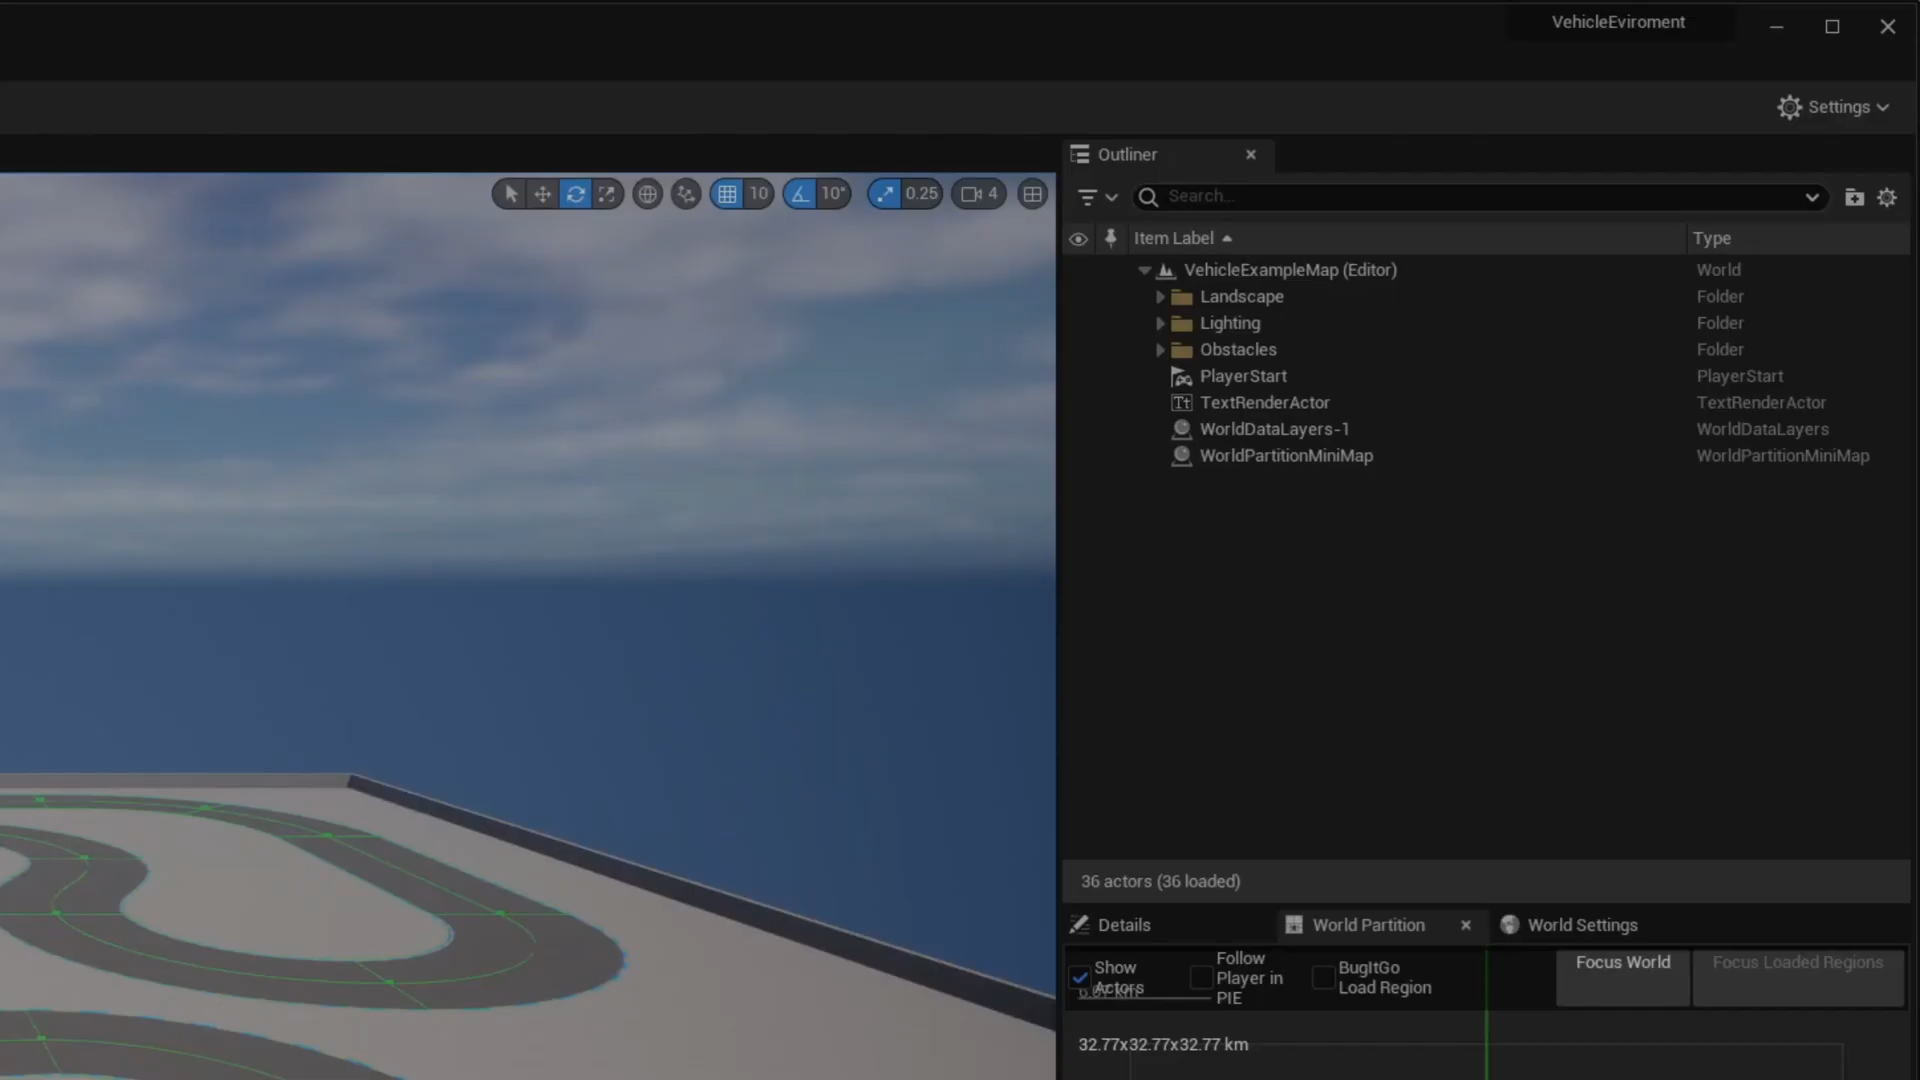 VehicleEviroment
Settings
Outliner
10
10°
0.25
4
Search...
Item Label
Type
VehicleExampleMap (Editor)
World
Landscape
Folder
Lighting
Folder
Obstacles
Folder
PlayerStart
PlayerStart
Tt
TextRenderActor
TextRenderActor
WorldDataLayers-1
WorldDataLayers
WorldPartitionMiniMap
WorldPartitionMiniMap
36 actors (36 loaded)
Details
World Partition
World Settings
Show
Actors
Follow
Player in
PIE
BugItGo
Load Region
Focus World
Focus Loaded Regions
32.77x32.77x32.77 km